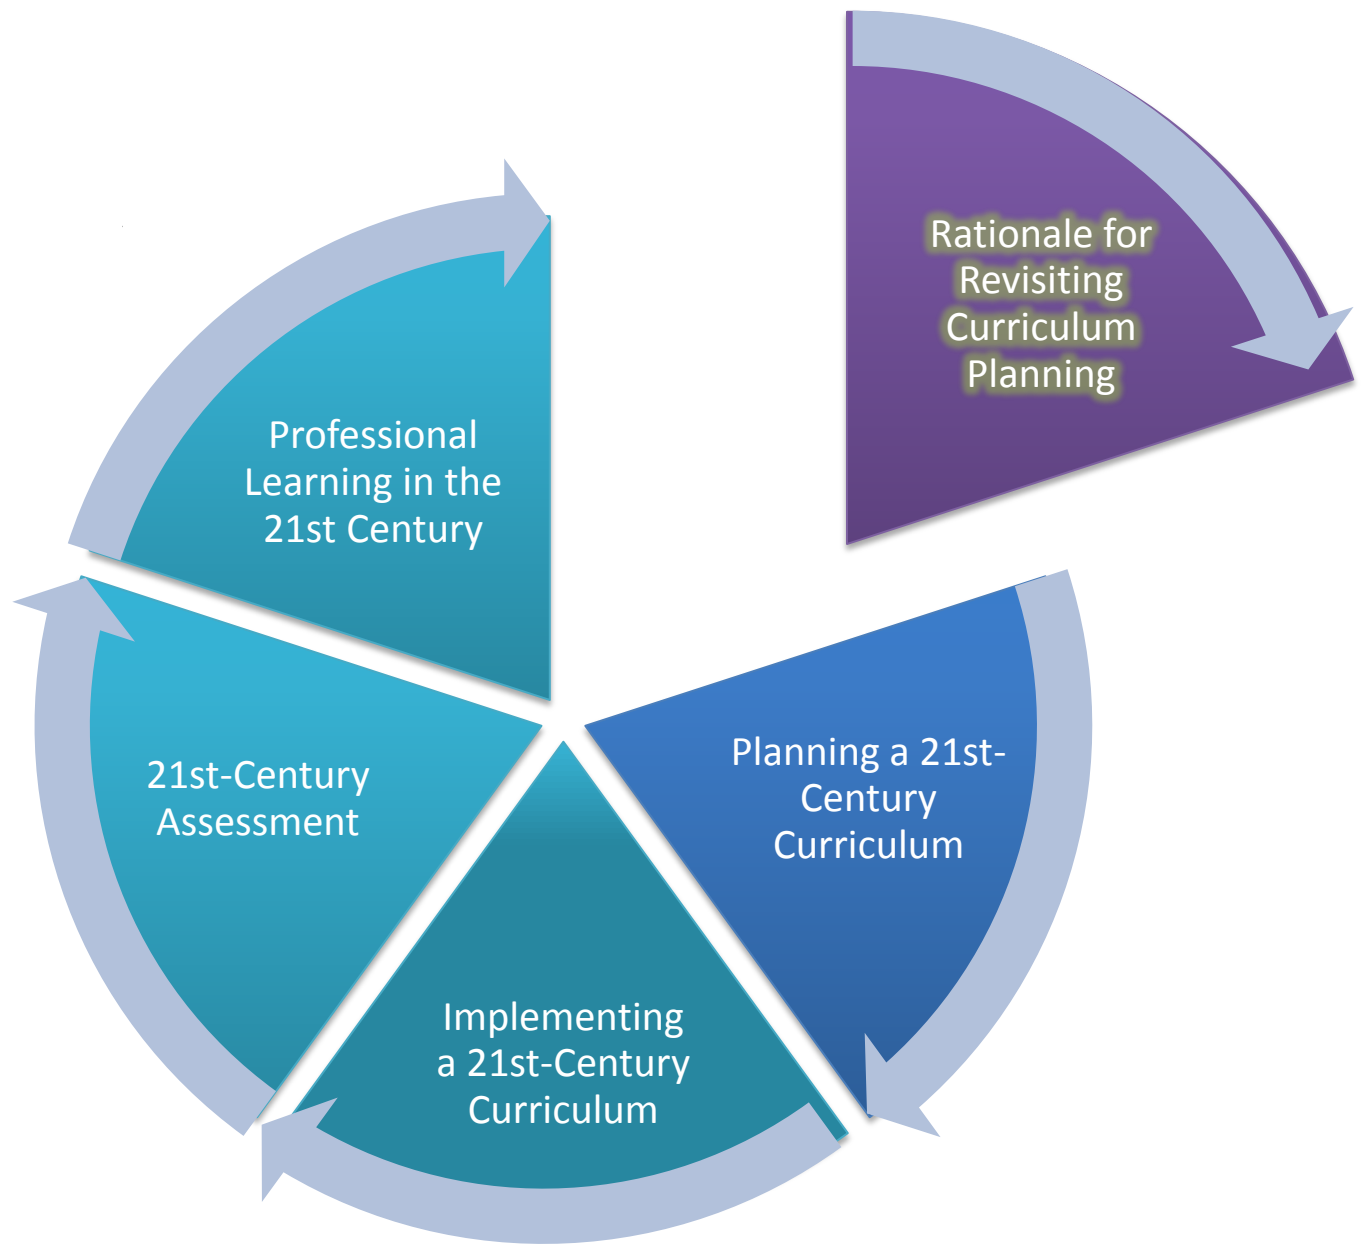 Rationale for
Revisiting
Curriculum
Planning
Professional
Learning in the
21st Century
Planning a 21st-
Century
Curriculum
21st-Century
Assessment
Implementing
a 21st-Century
Curriculum